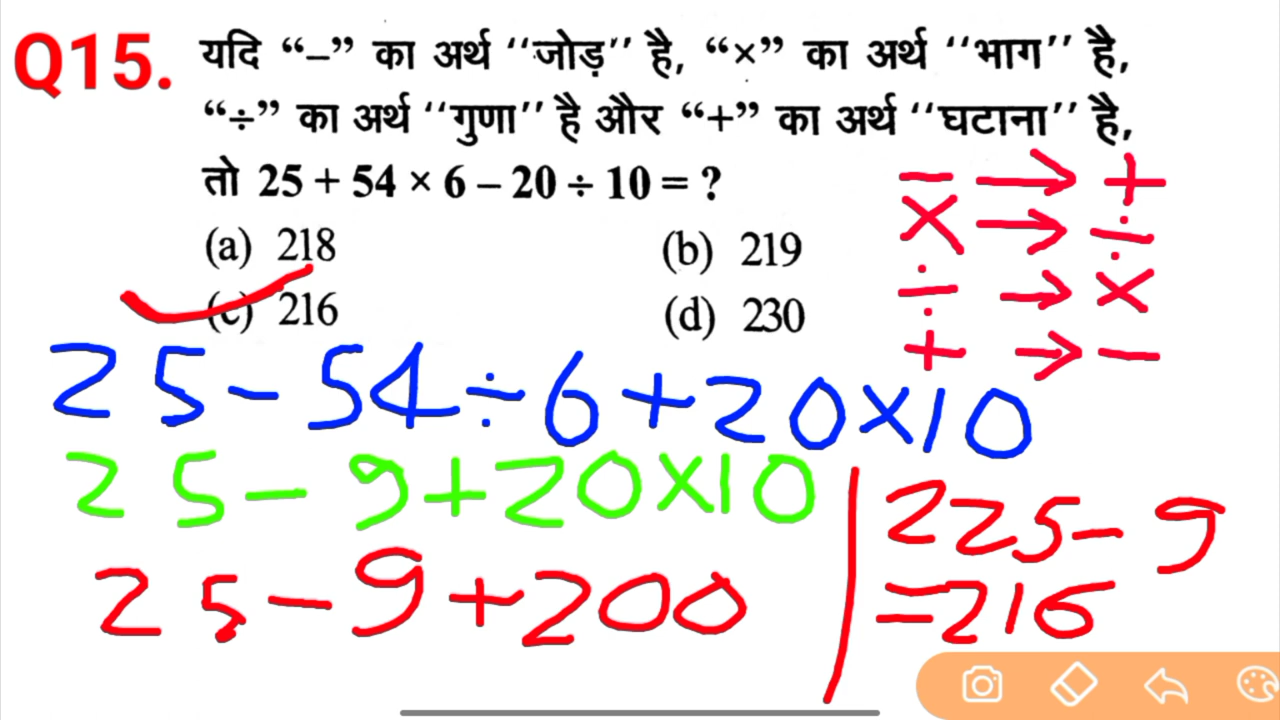 Q15. यदि “–” का अर्थ ‘‘जोड़’’ है, “×” का अर्थ ‘‘भाग’’ है,
“÷” का अर्थ ‘‘गुणा’’ है और “+” का अर्थ ‘‘घटाना’’ है,
तो 25 + 54 × 6 – 20 ÷ 10 = ?
(a) 218 (b) 219
(c) 216 (d) 230
– → +
× → ÷
÷ → ×
+ → –
25 – 54 ÷ 6 + 20 × 10
25 – 9 + 20 × 10
25 – 9 + 200
225 – 9
= 216